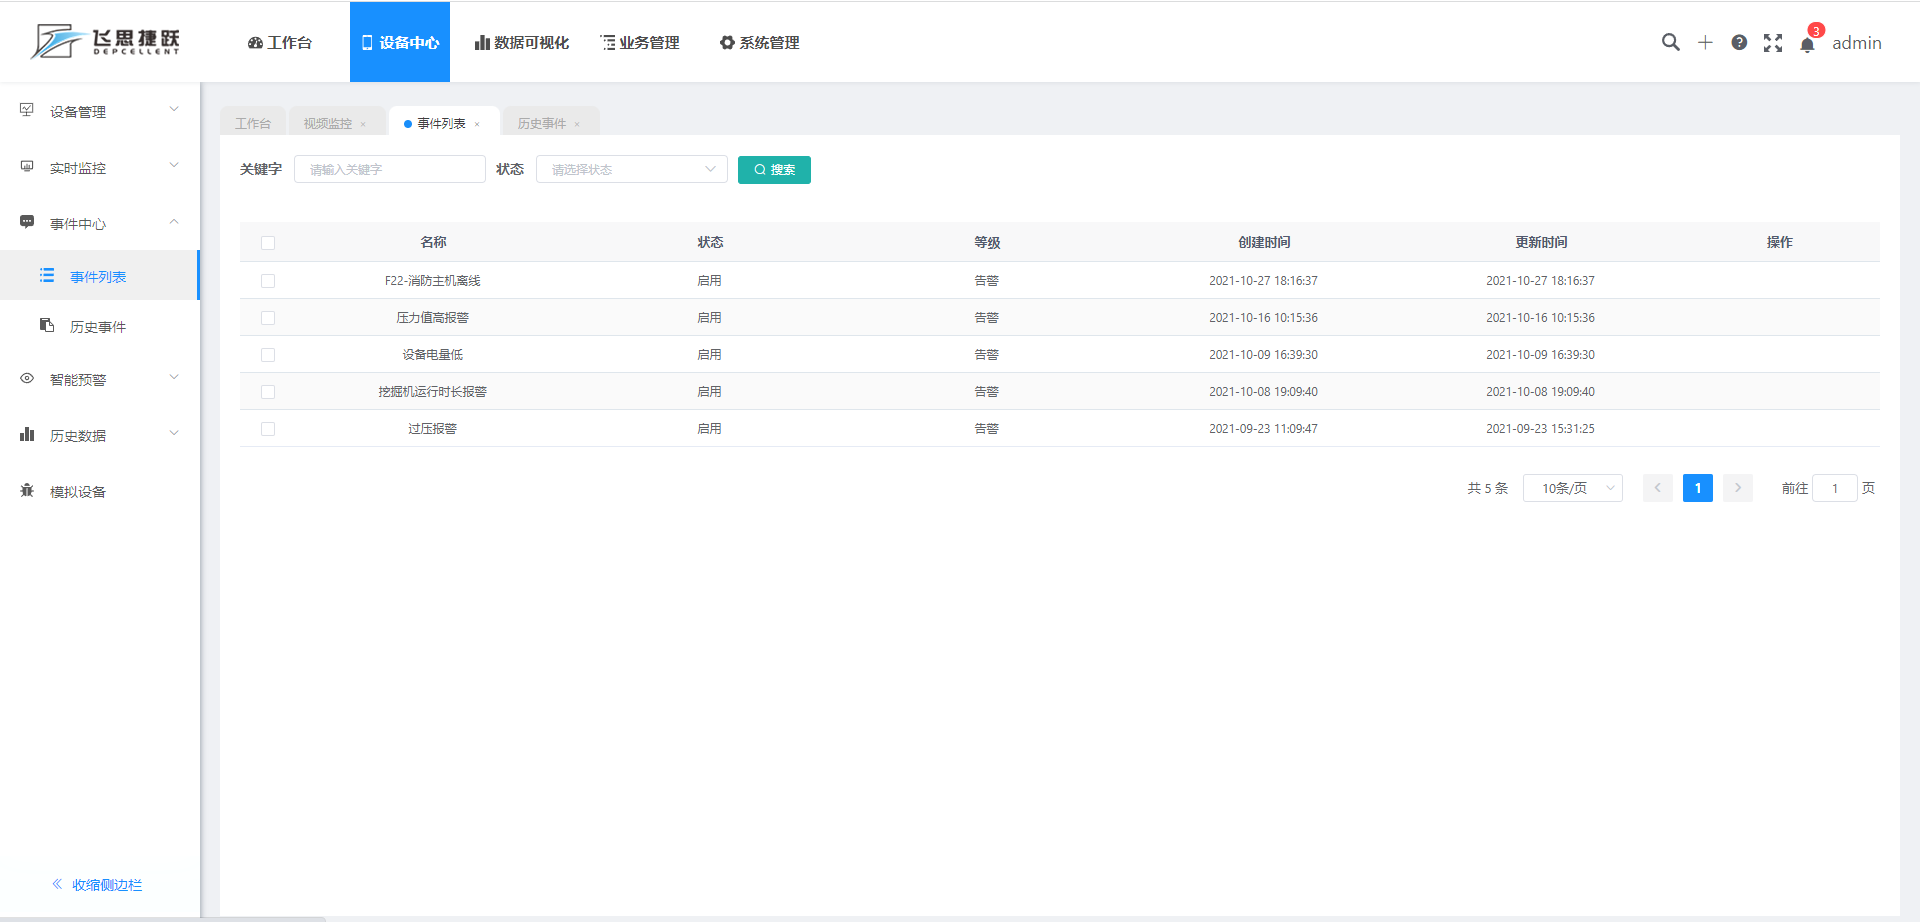 飞思捷跃
DEPCELLENT
工作台
设备中心
数据可视化
业务管理
系统管理
3
admin
设备管理
实时监控
事件中心
事件列表
历史事件
智能预警
历史数据
模拟设备
收缩侧边栏
工作台
视频监控 ×
事件列表 ×
历史事件 ×
关键字 请输入关键字 状态 请选择状态 搜索
名称 状态 等级 创建时间 更新时间 操作
F22-消防主机离线 启用 告警 2021-10-27 18:16:37 2021-10-27 18:16:37
压力值高报警 启用 告警 2021-10-16 10:15:36 2021-10-16 10:15:36
设备电量低 启用 告警 2021-10-09 16:39:30 2021-10-09 16:39:30
挖掘机运行时长报警 启用 告警 2021-10-08 19:09:40 2021-10-08 19:09:40
过压报警 启用 告警 2021-09-23 11:09:47 2021-09-23 15:31:25
共 5 条 10条/页 1 前往 1 页